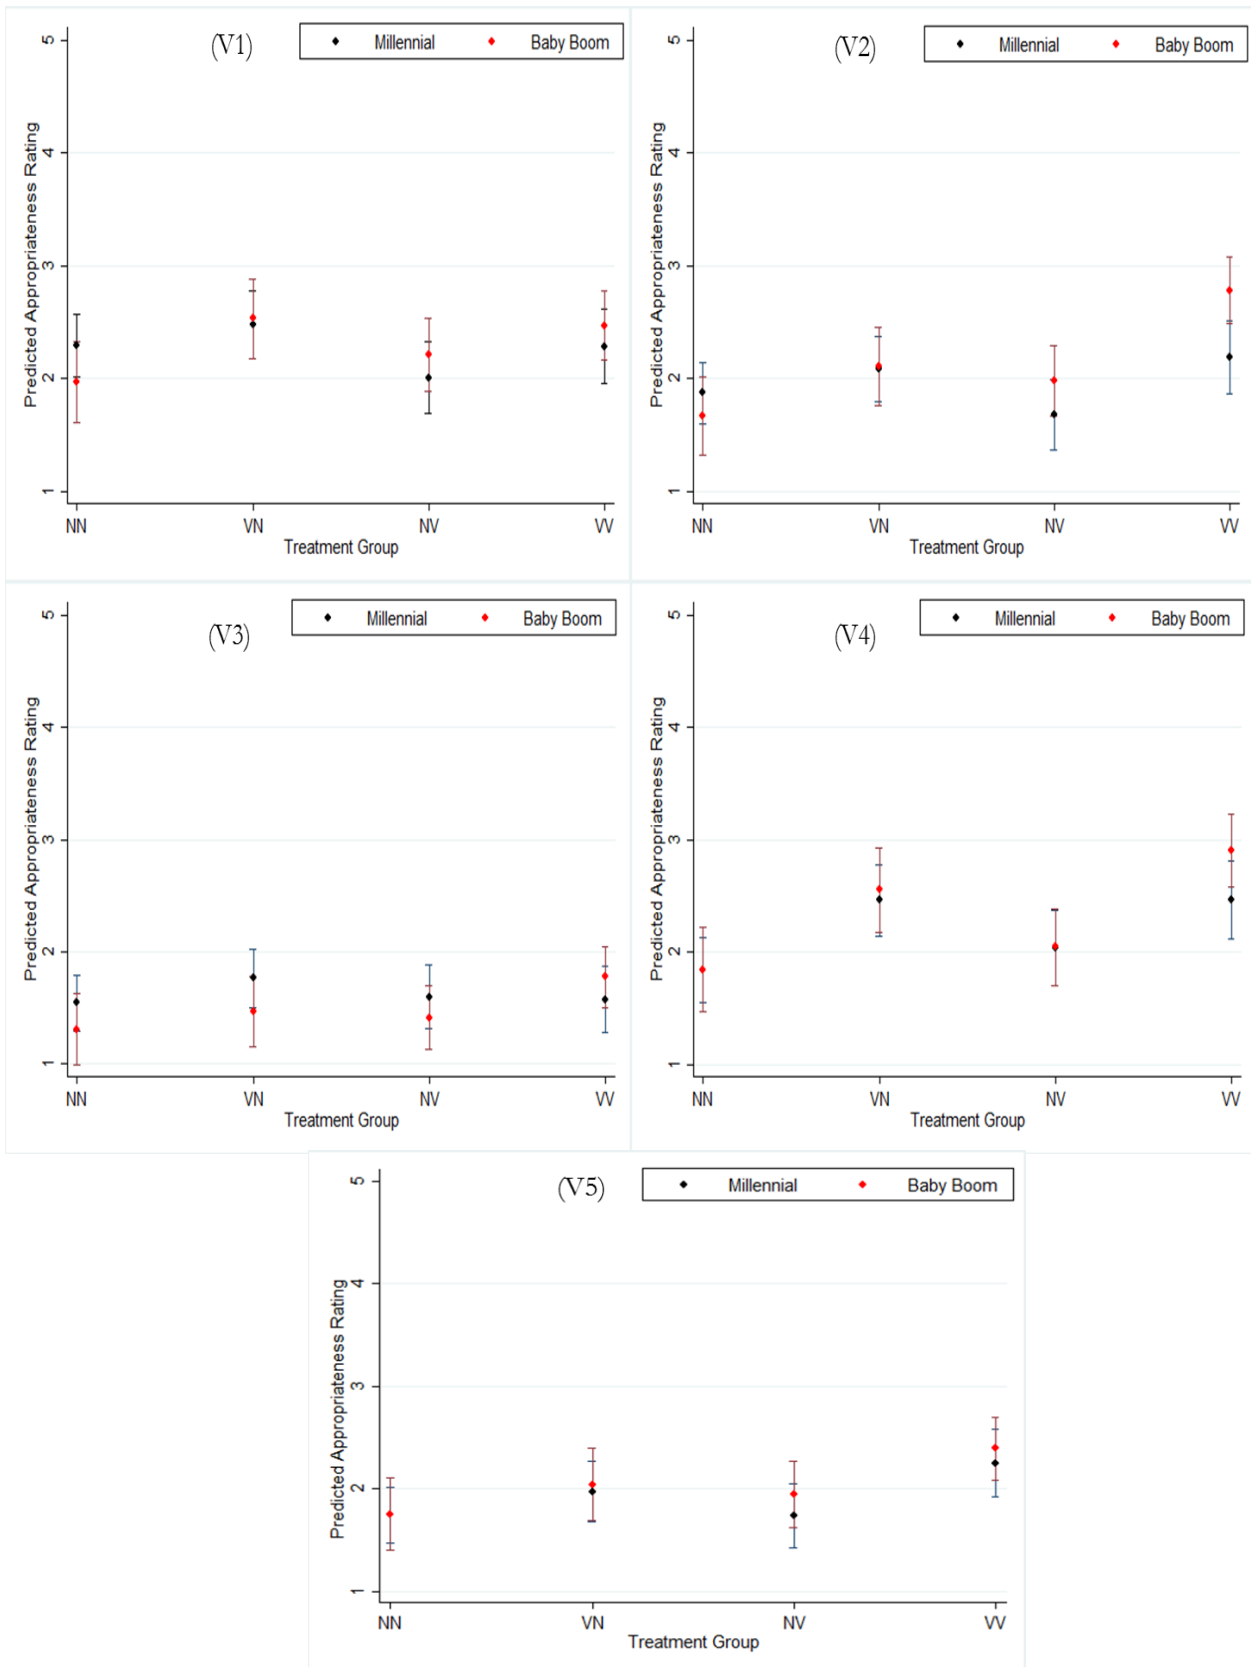 (V1)
Millennial Baby Boom
Predicted Appropriateness Rating
5
4
3
2
1
NN VN NV VV
Treatment Group
(V2)
Millennial Baby Boom
Predicted Appropriateness Rating
5
4
3
2
1
NN VN NV VV
Treatment Group
(V3)
Millennial Baby Boom
Predicted Appropriateness Rating
5
4
3
2
1
NN VN NV VV
Treatment Group
(V4)
Millennial Baby Boom
Predicted Appropriateness Rating
5
4
3
2
1
NN VN NV VV
Treatment Group
(V5)
Millennial Baby Boom
Predicted Appropriateness Rating
5
4
3
2
1
NN VN NV VV
Treatment Group